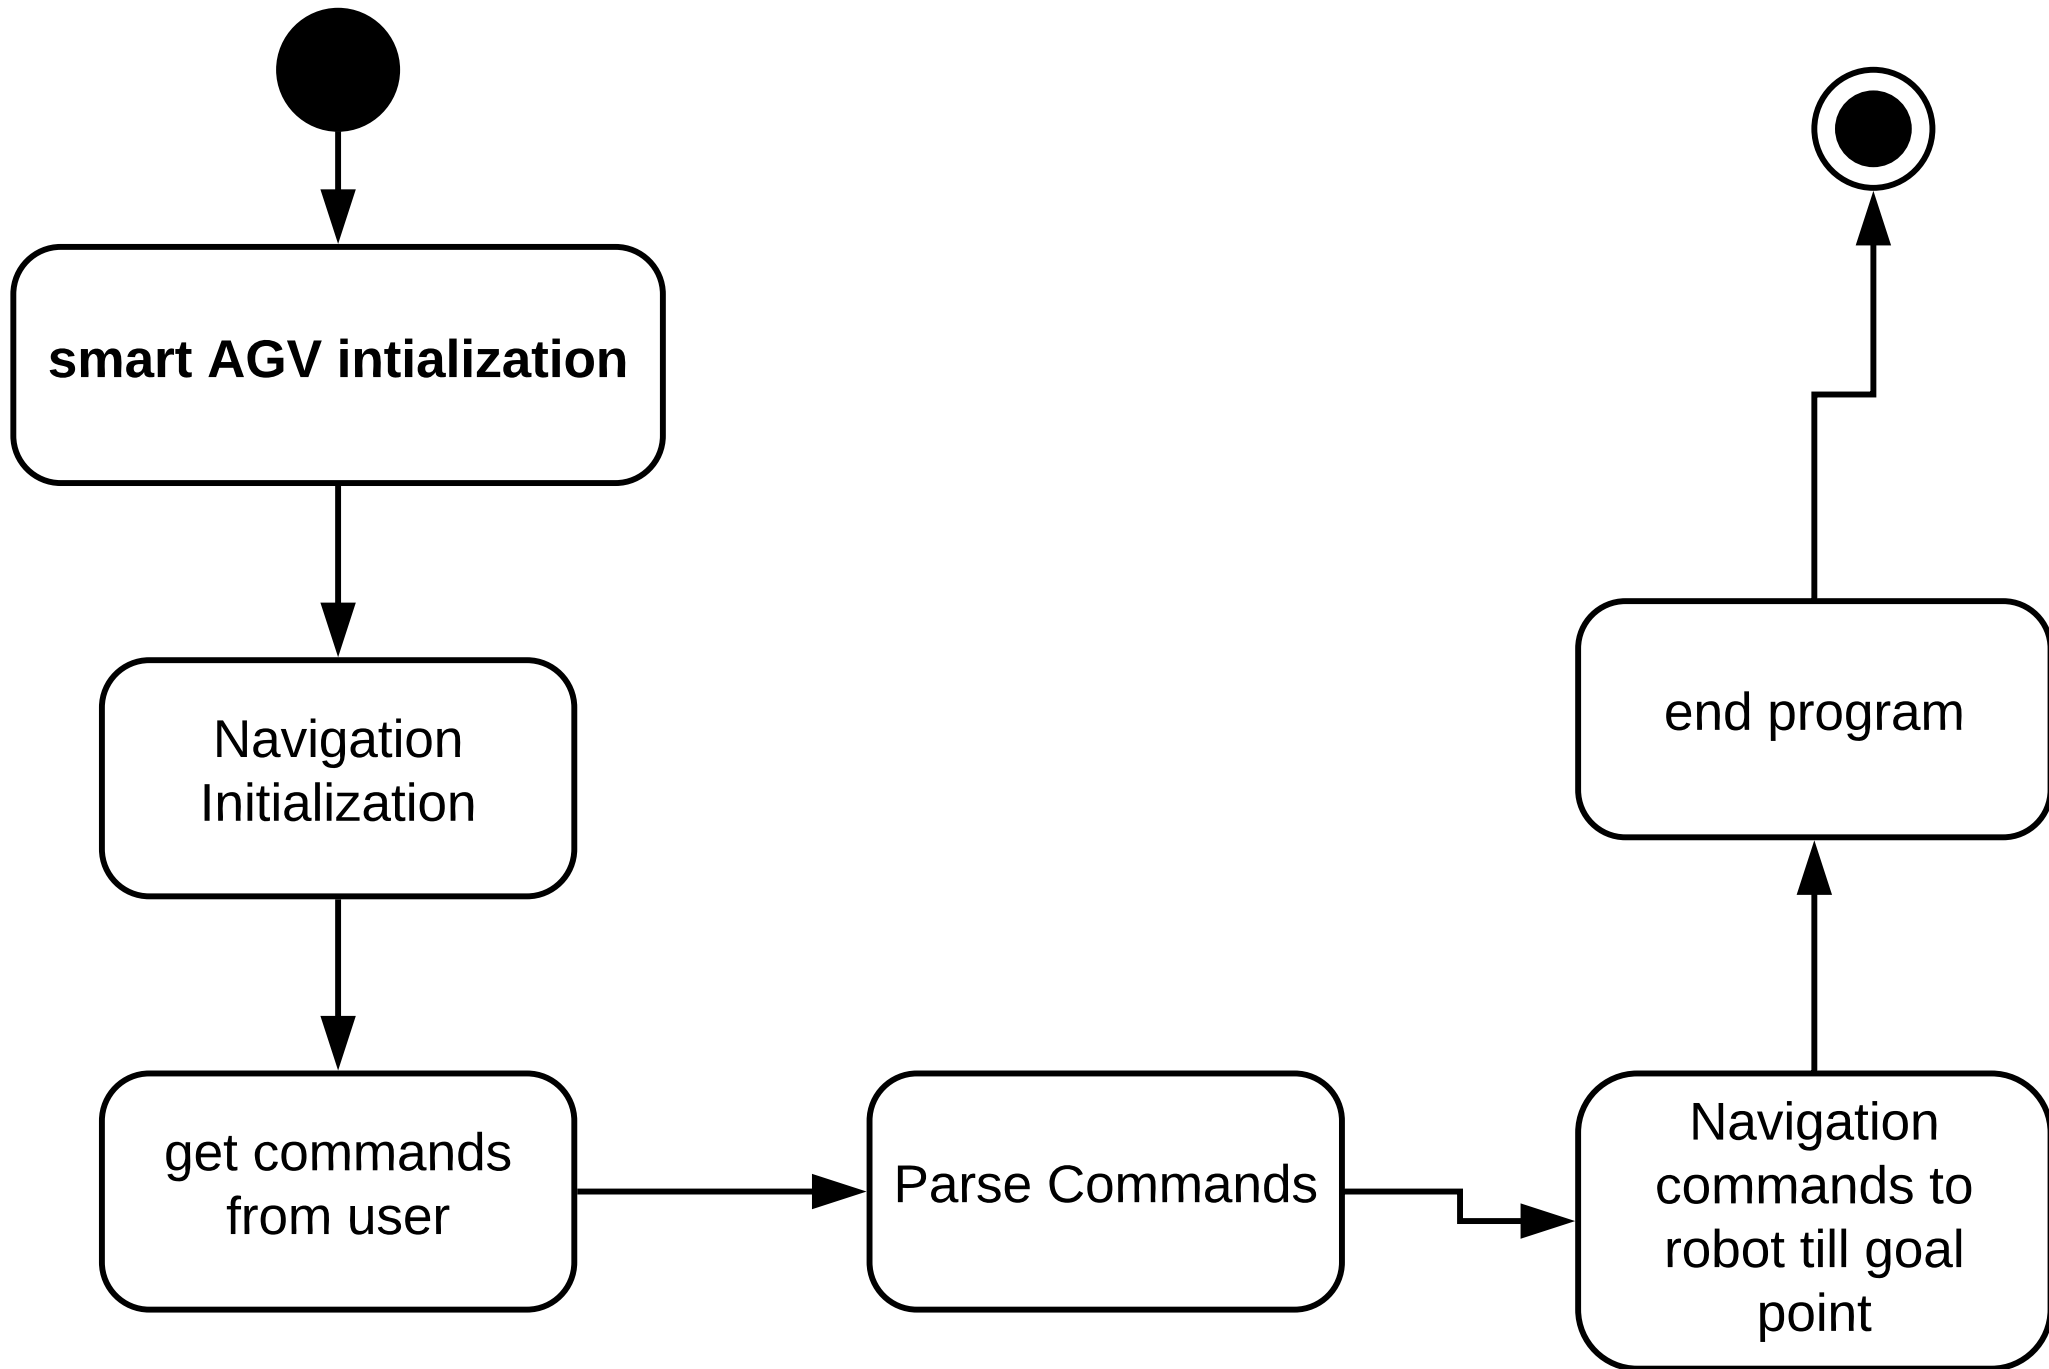 smart AGV intialization
Navigation
Initialization
get commands
from user
Parse Commands
Navigation
commands to
robot till goal
point
end program